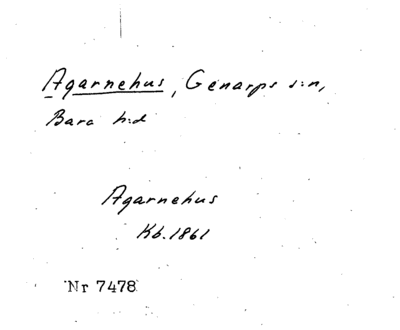 Agarnehus, Genarps s:n,
Bara h:d
Agarnehus
Kb. 1861
Nr 7478